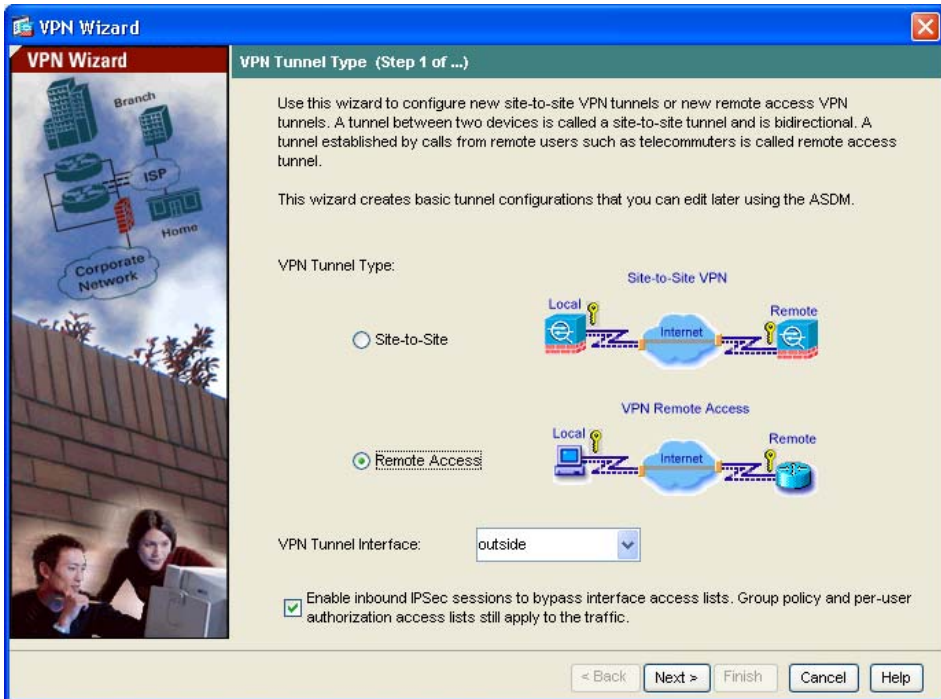 VPN Wizard
VPN Wizard
Branch
ISP
Home
Corporate
Network
VPN Tunnel Type (Step 1 of ...)
Use this wizard to configure new site-to-site VPN tunnels or new remote access VPN
tunnels. A tunnel between two devices is called a site-to-site tunnel and is bidirectional. A
tunnel established by calls from remote users such as telecommuters is called remote access
tunnel.
This wizard creates basic tunnel configurations that you can edit later using the ASDM.
VPN Tunnel Type:
Site-to-Site VPN
Local
Remote
Internet
Site-to-Site
VPN Remote Access
Local
Remote
Internet
Remote Access
VPN Tunnel Interface:
outside
Enable inbound IPSec sessions to bypass interface access lists. Group policy and per-user
authorization access lists still apply to the traffic.
< Back
Next >
Finish
Cancel
Help